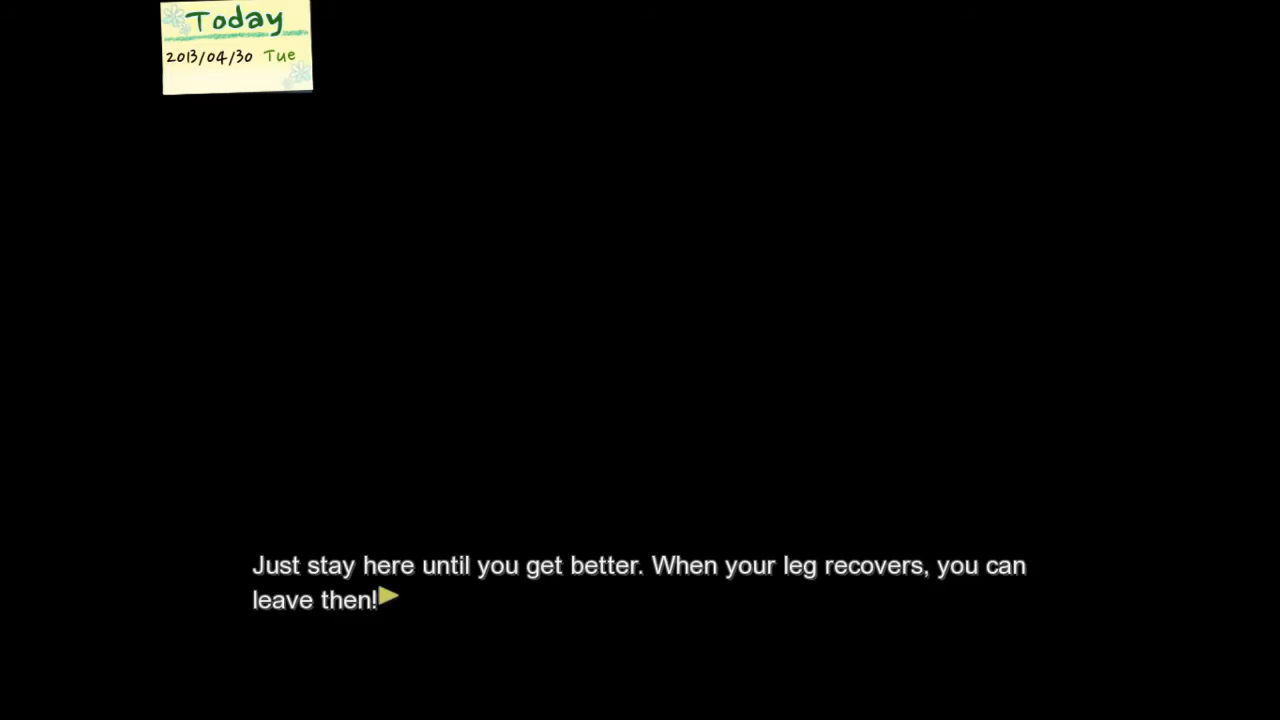 Today
2013/04/30 Tue
Just stay here until you get better. When your leg recovers, you can
leave then!